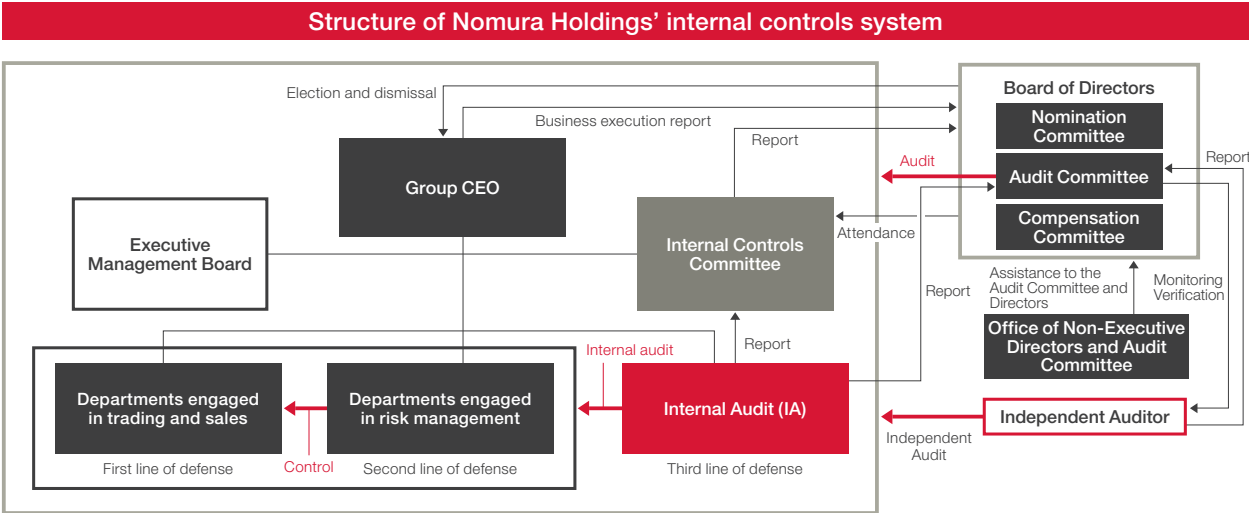 Structure of Nomura Holdings' internal controls system
Election and dismissal
Business execution report
Report
Group CEO
Executive
Management Board
Internal Controls
Committee
Audit
Attendance
Board of Directors
Nomination
Committee
Audit Committee
Compensation
Committee
Report
Report
Assistance to the
Audit Committee and
Directors
Monitoring
Verification
Office of Non-Executive
Directors and Audit
Committee
Internal audit
Report
Departments engaged
in trading and sales
Departments engaged
in risk management
Internal Audit (IA)
First line of defense
Control
Second line of defense
Third line of defense
Independent Auditor
Independent
Audit